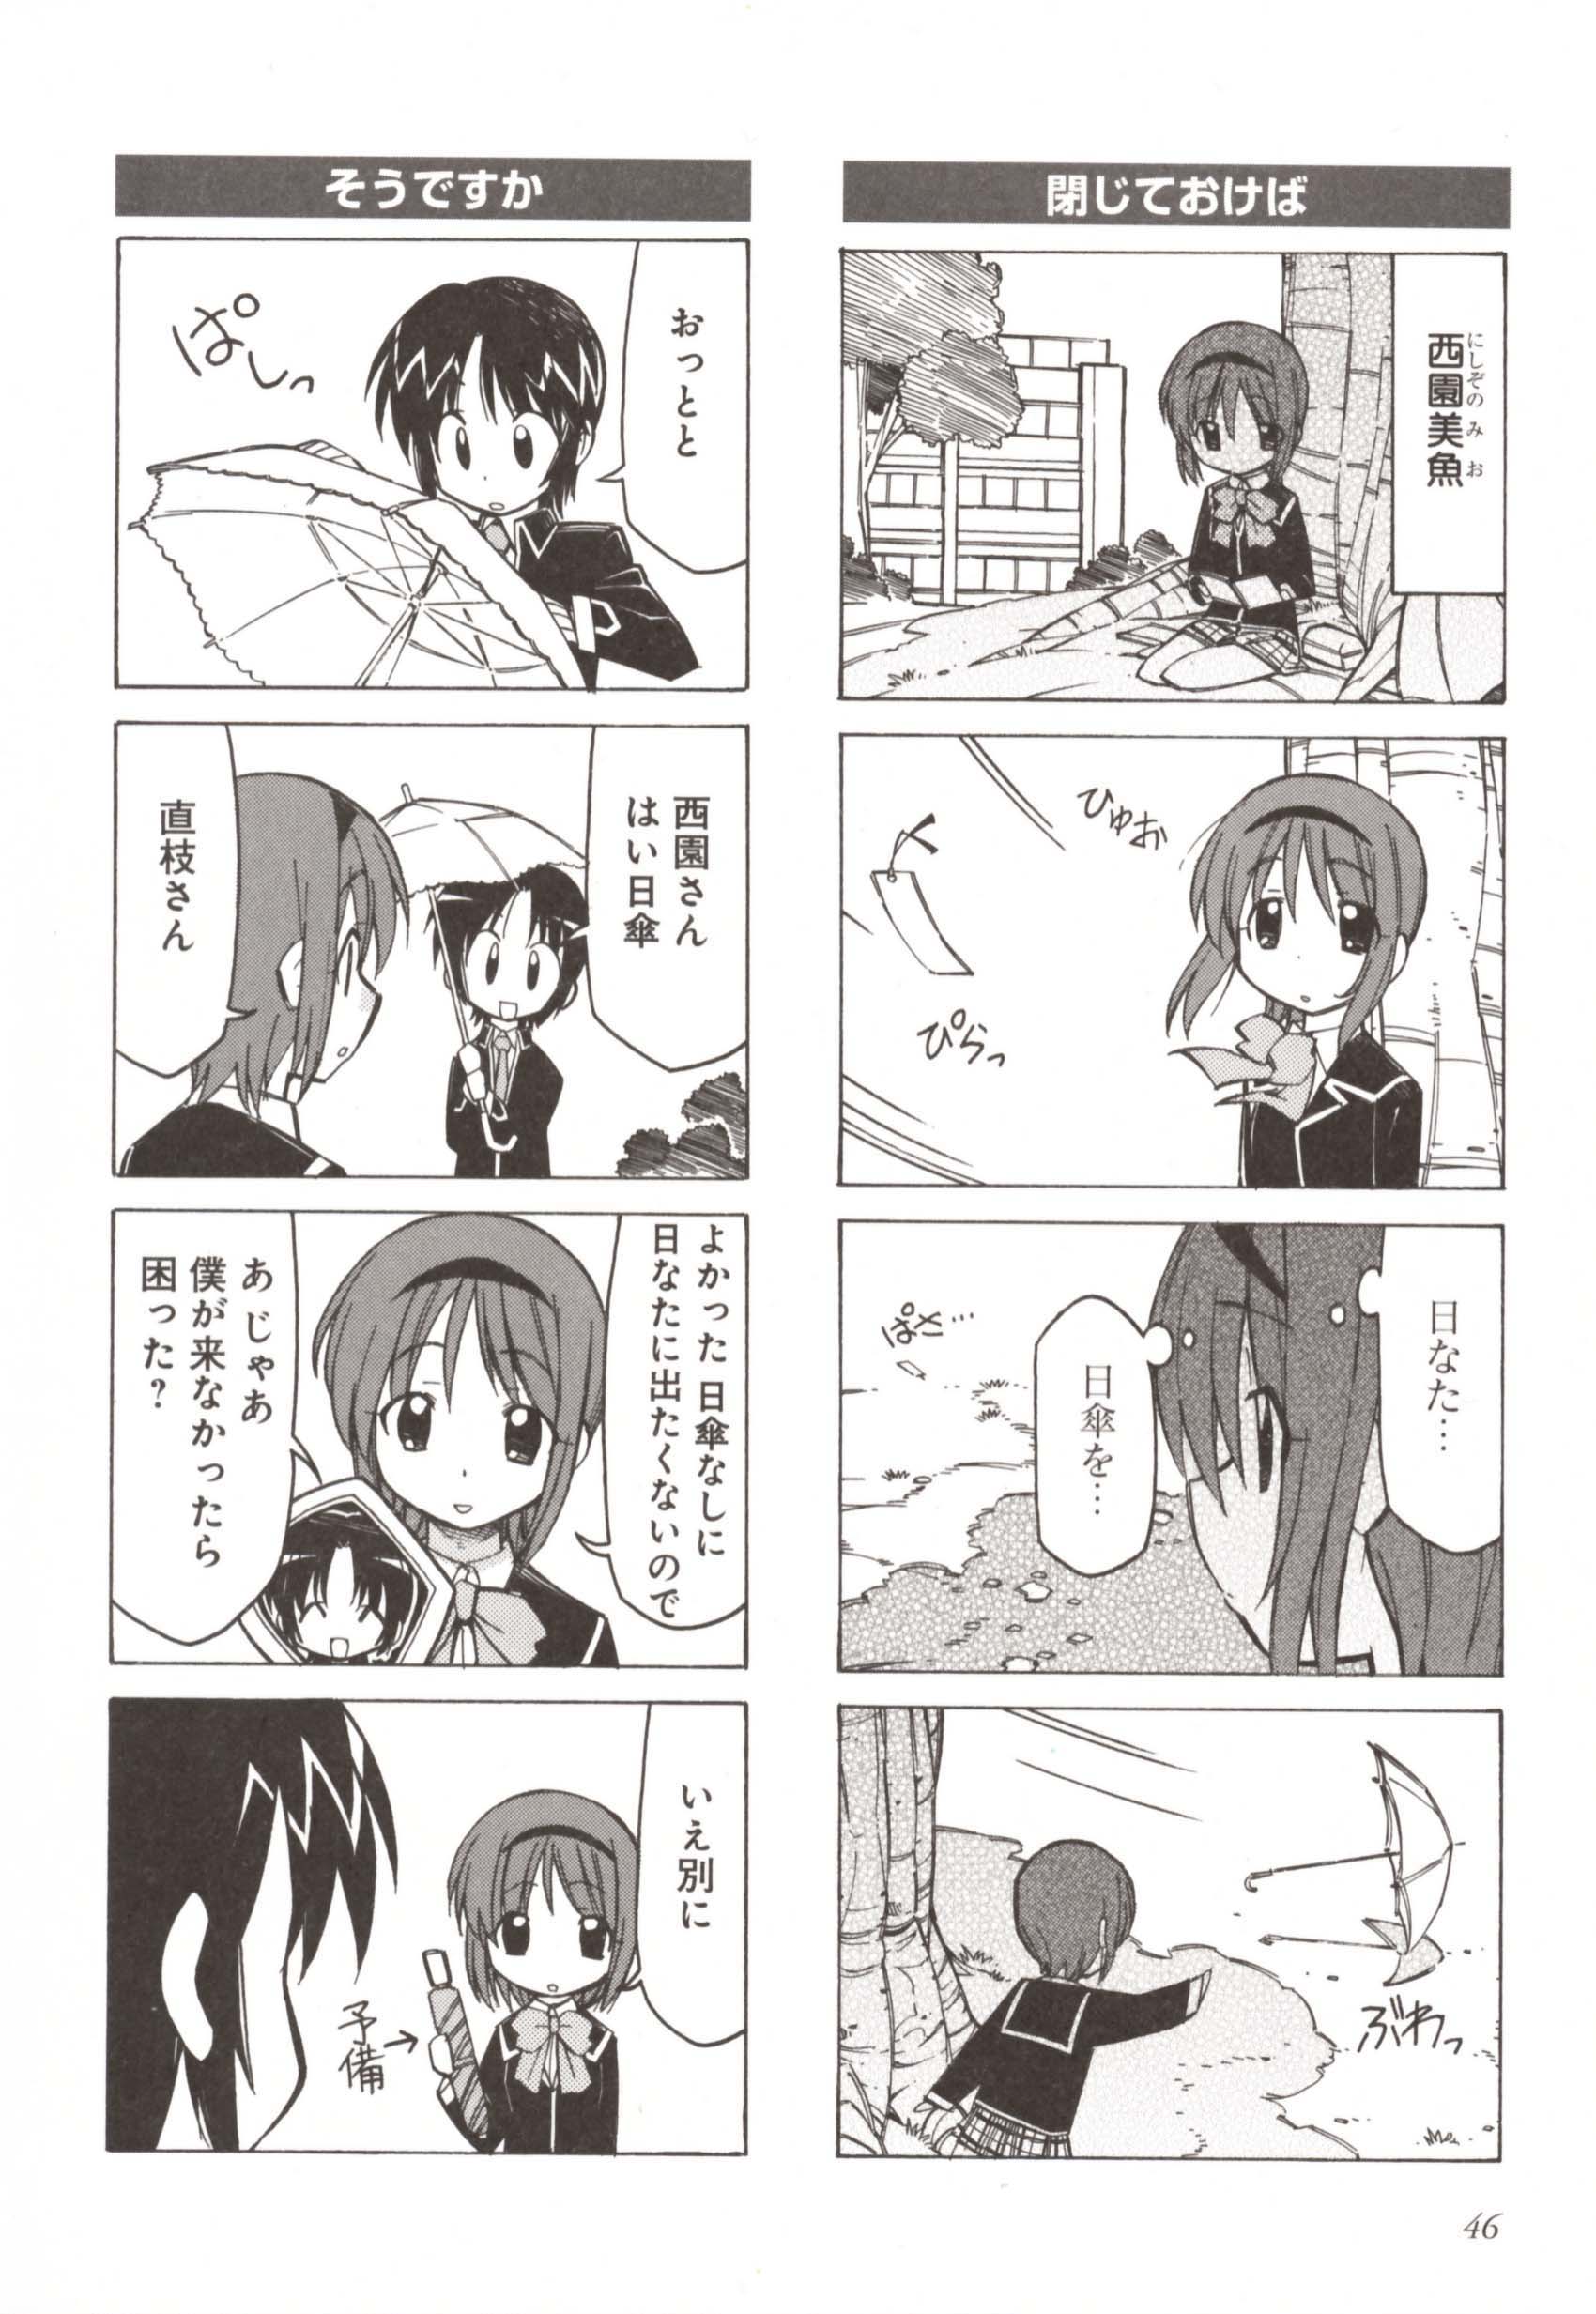 閉じておけば
西園美魚
にしぞのみお
ひゅお
ぴらっ
日なた…
日傘を…
ぱさ…
ぶわっ
そうですか
おっとと
ぱしっ
西園さん
はい日傘
直枝さん
よかった 日傘なしに
日なたに出たくないので
あ じゃあ
僕が来なかったら
困った?
いえ別に
予備
46